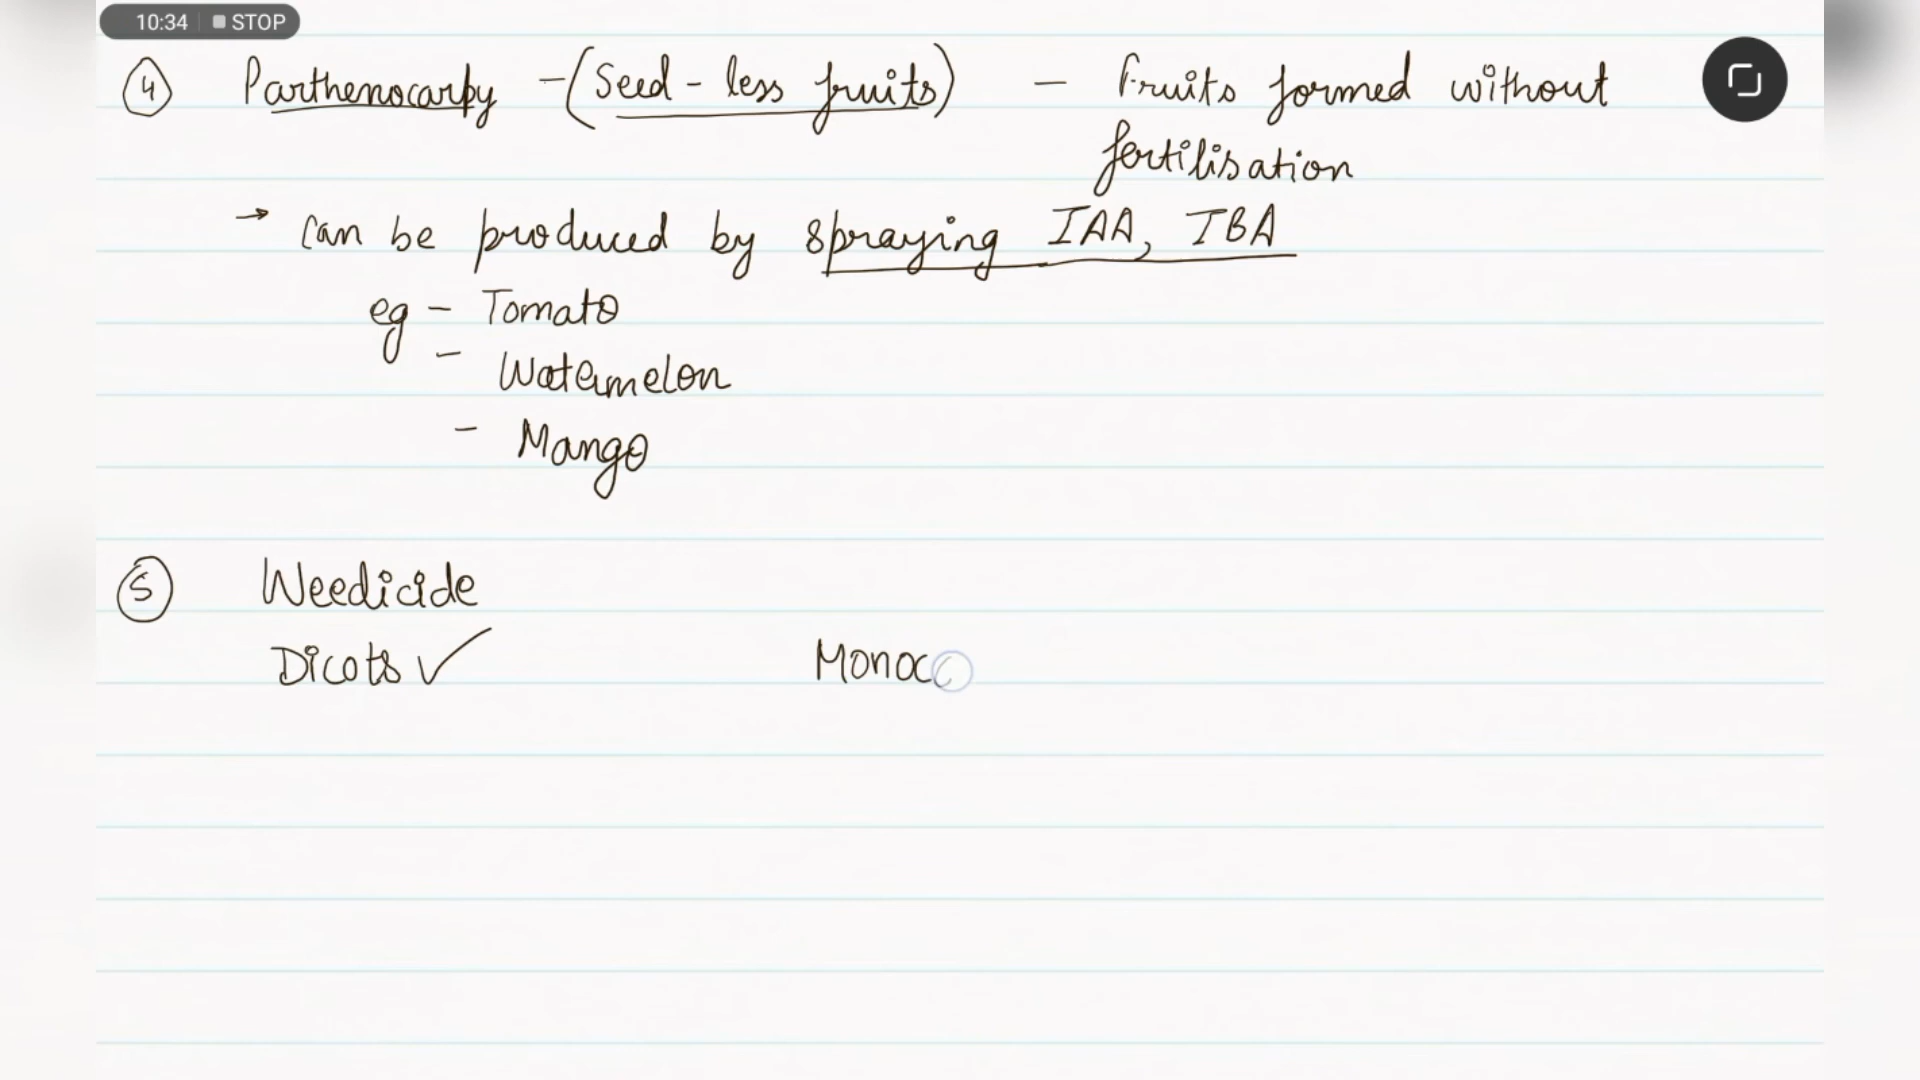 10:34 STOP
4 Parthenocarpy - (Seed - less fruits) - Fruits formed without
fertilisation
→ can be produced by spraying IAA, IBA
eg - Tomato
- Watermelon
- Mango
5 Weedicide
Dicots ✓ Monoc